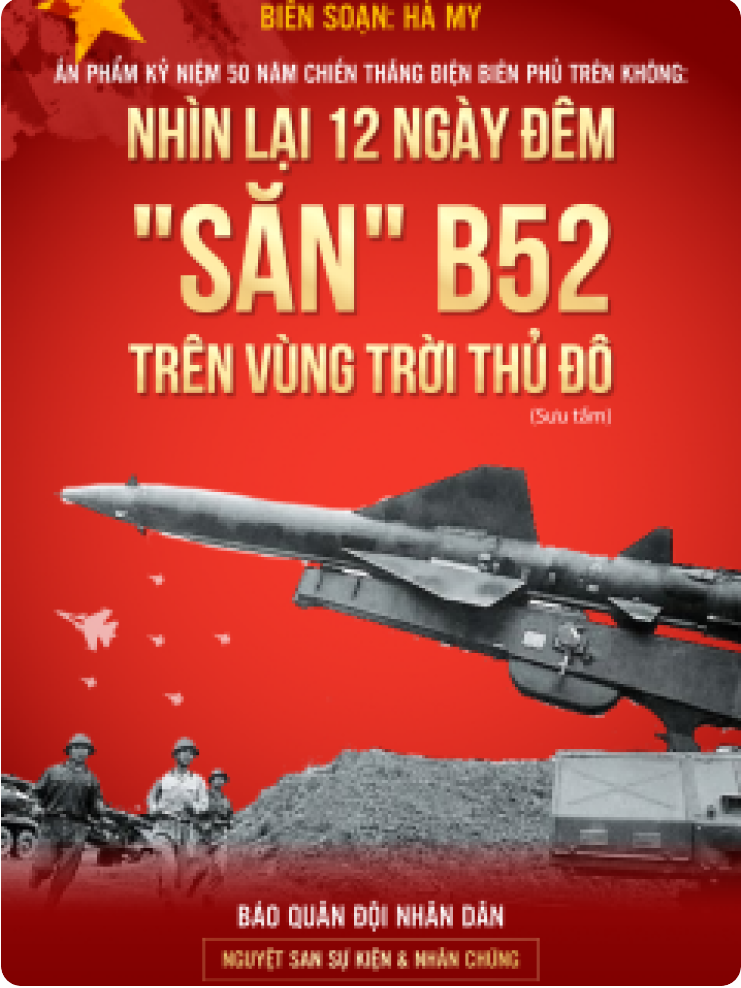 BIÊN SOẠN: HÀ MY
ẤN PHẨM KỶ NIỆM 50 NĂM CHIẾN THẮNG ĐIỆN BIÊN PHỦ TRÊN KHÔNG:
NHÌN LẠI 12 NGÀY ĐÊM
"SĂN" B52
TRÊN VÙNG TRỜI THỦ ĐÔ
(Sưu tầm)
BÁO QUÂN ĐỘI NHÂN DÂN
NGUYỆT SAN SỰ KIỆN & NHÂN CHỨNG